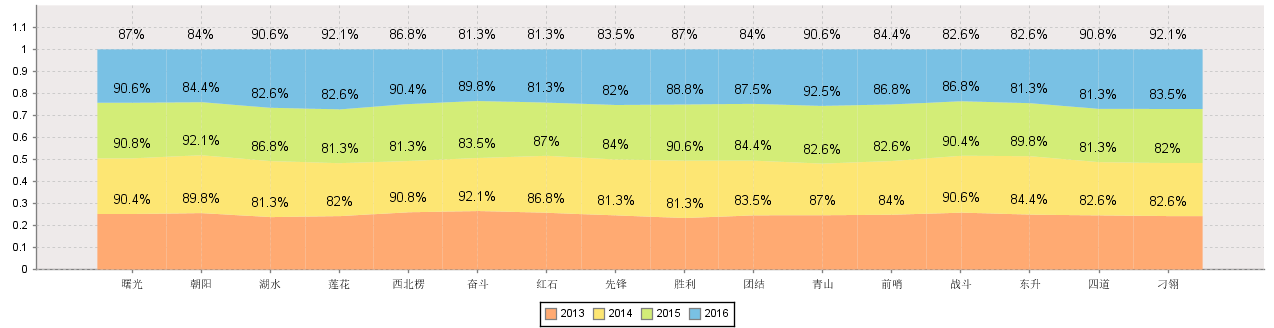 87% 84% 90.6% 92.1% 86.8% 81.3% 81.3% 83.5% 87% 84% 90.6% 84.4% 82.6% 82.6% 90.8% 92.1%
1.1
1
0.9
90.6% 84.4% 82.6% 82.6% 90.4% 89.8% 81.3% 82% 88.8% 87.5% 92.5% 86.8% 86.8% 81.3% 81.3% 83.5%
0.8
0.7
0.6
90.8% 92.1% 86.8% 81.3% 81.3% 83.5% 87% 84% 90.6% 84.4% 82.6% 82.6% 90.4% 89.8% 81.3% 82%
0.5
0.4
90.4% 89.8% 81.3% 82% 90.8% 92.1% 86.8% 81.3% 81.3% 83.5% 87% 84% 90.6% 84.4% 82.6% 82.6%
0.3
0.2
0.1
0
曙光 朝阳 湖水 莲花 西北楞 奋斗 红石 先锋 胜利 团结 青山 前哨 战斗 东升 四道 刁翎
2013 2014 2015 2016